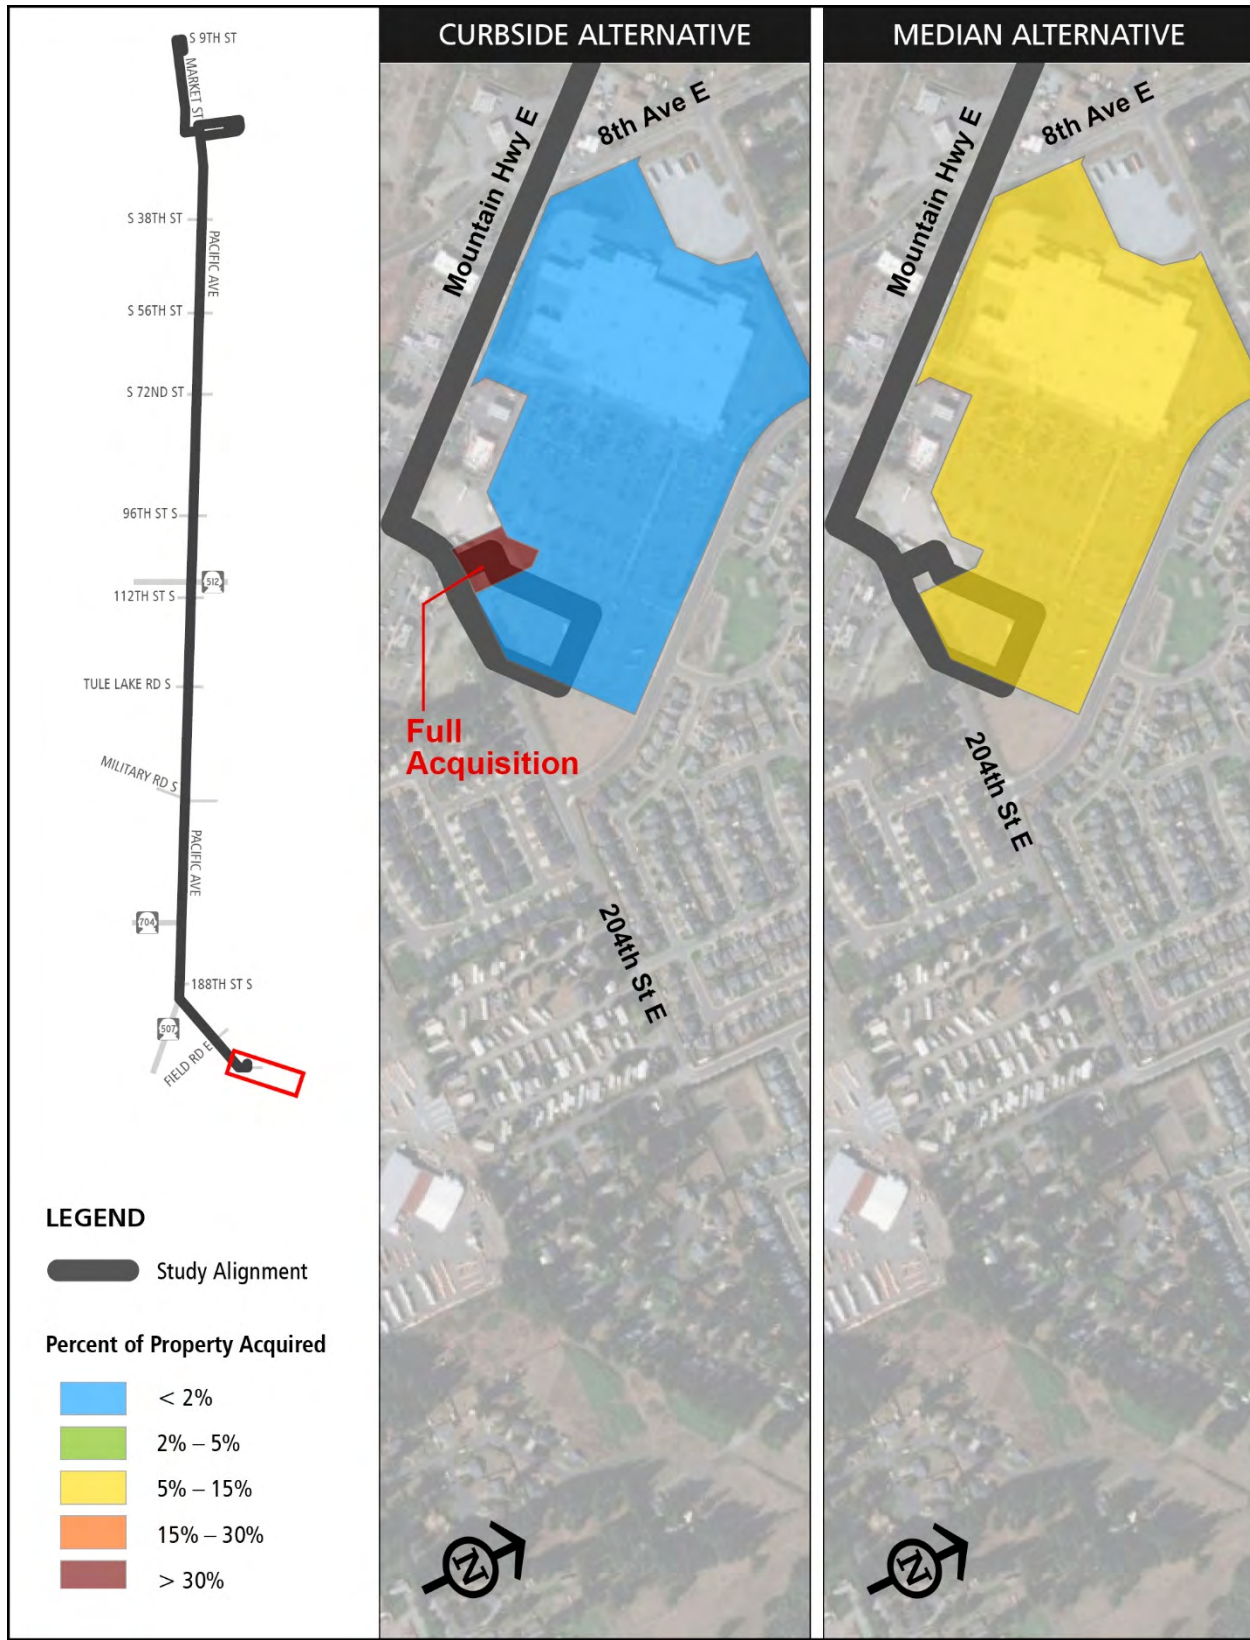 S 9TH ST
MARKET ST
S 38TH ST
PACIFIC AVE
S 56TH ST
S 72ND ST
96TH ST S
512
112TH ST S
TULE LAKE RD S
MILITARY RD S
PACIFIC AVE
704
188TH ST S
507
FIELD RD E
LEGEND
Study Alignment
Percent of Property Acquired
< 2%
2% – 5%
5% – 15%
15% – 30%
> 30%
CURBSIDE ALTERNATIVE
8th Ave E
Mountain Hwy E
Full
Acquisition
204th St E
N
MEDIAN ALTERNATIVE
8th Ave E
Mountain Hwy E
204th St E
N